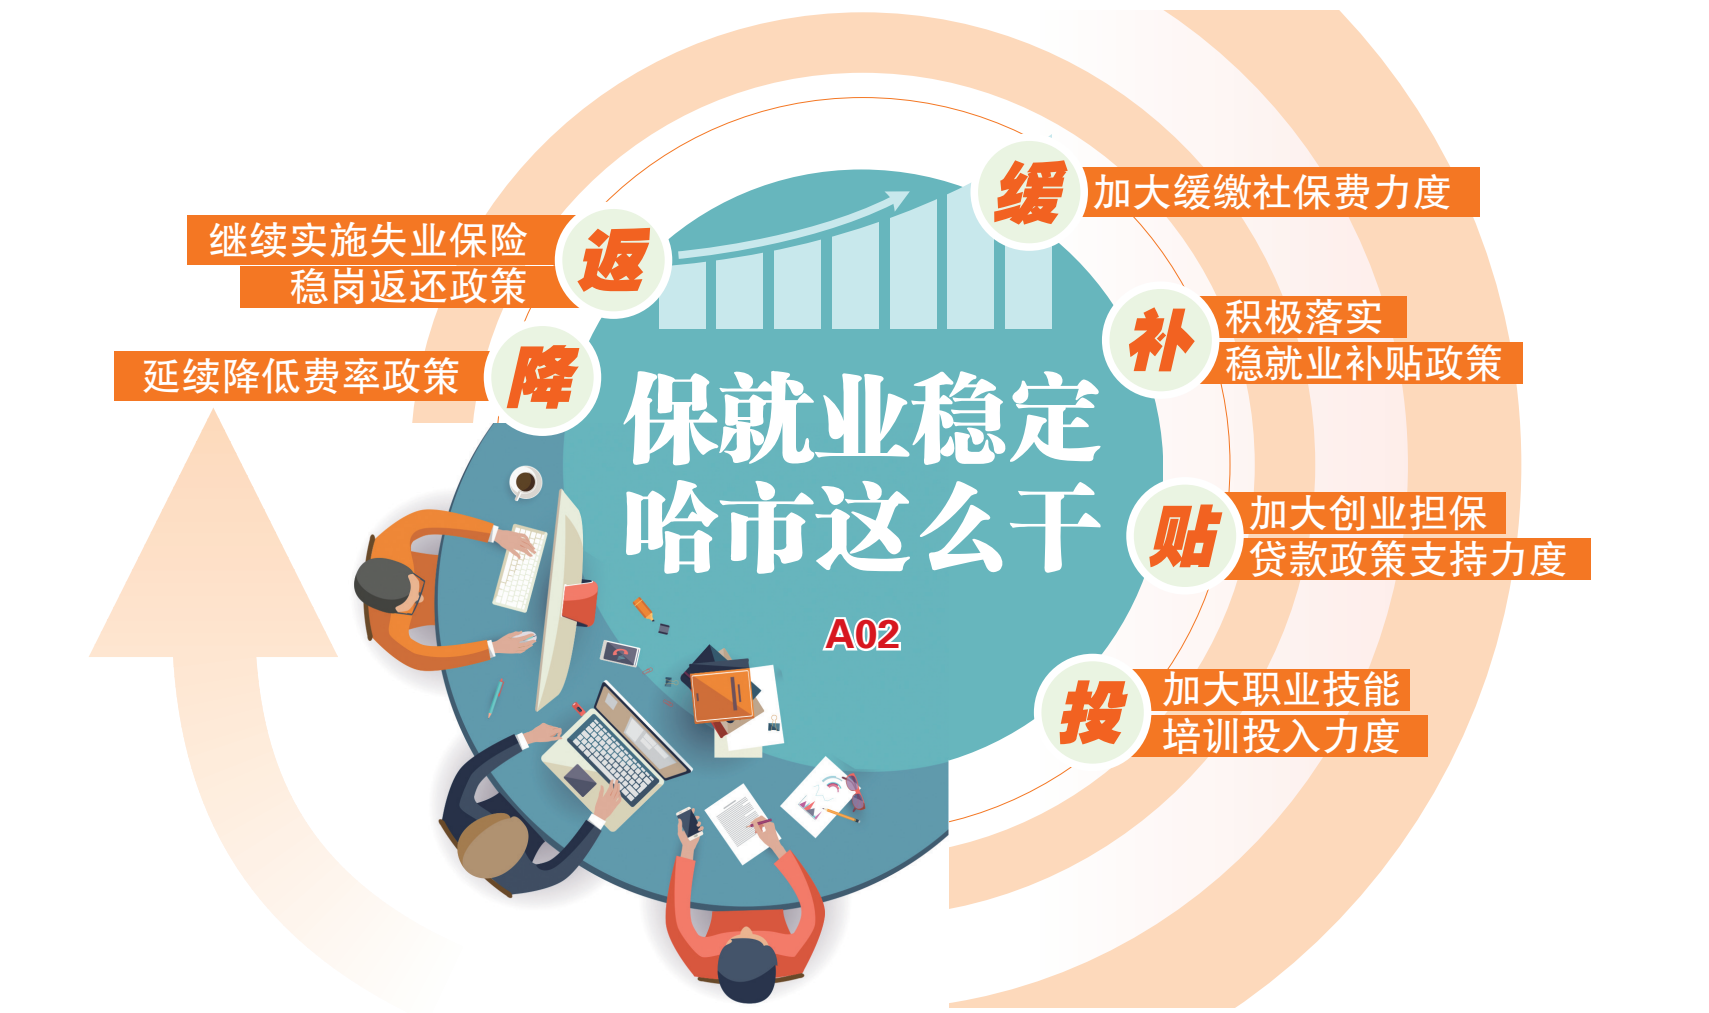 返
继续实施失业保险
稳岗返还政策
降
延续降低费率政策
缓
加大缓缴社保费力度
补
积极落实
稳就业补贴政策
贴
加大创业担保
贷款政策支持力度
投
加大职业技能
培训投入力度
保就业稳定
哈市这么干
A02